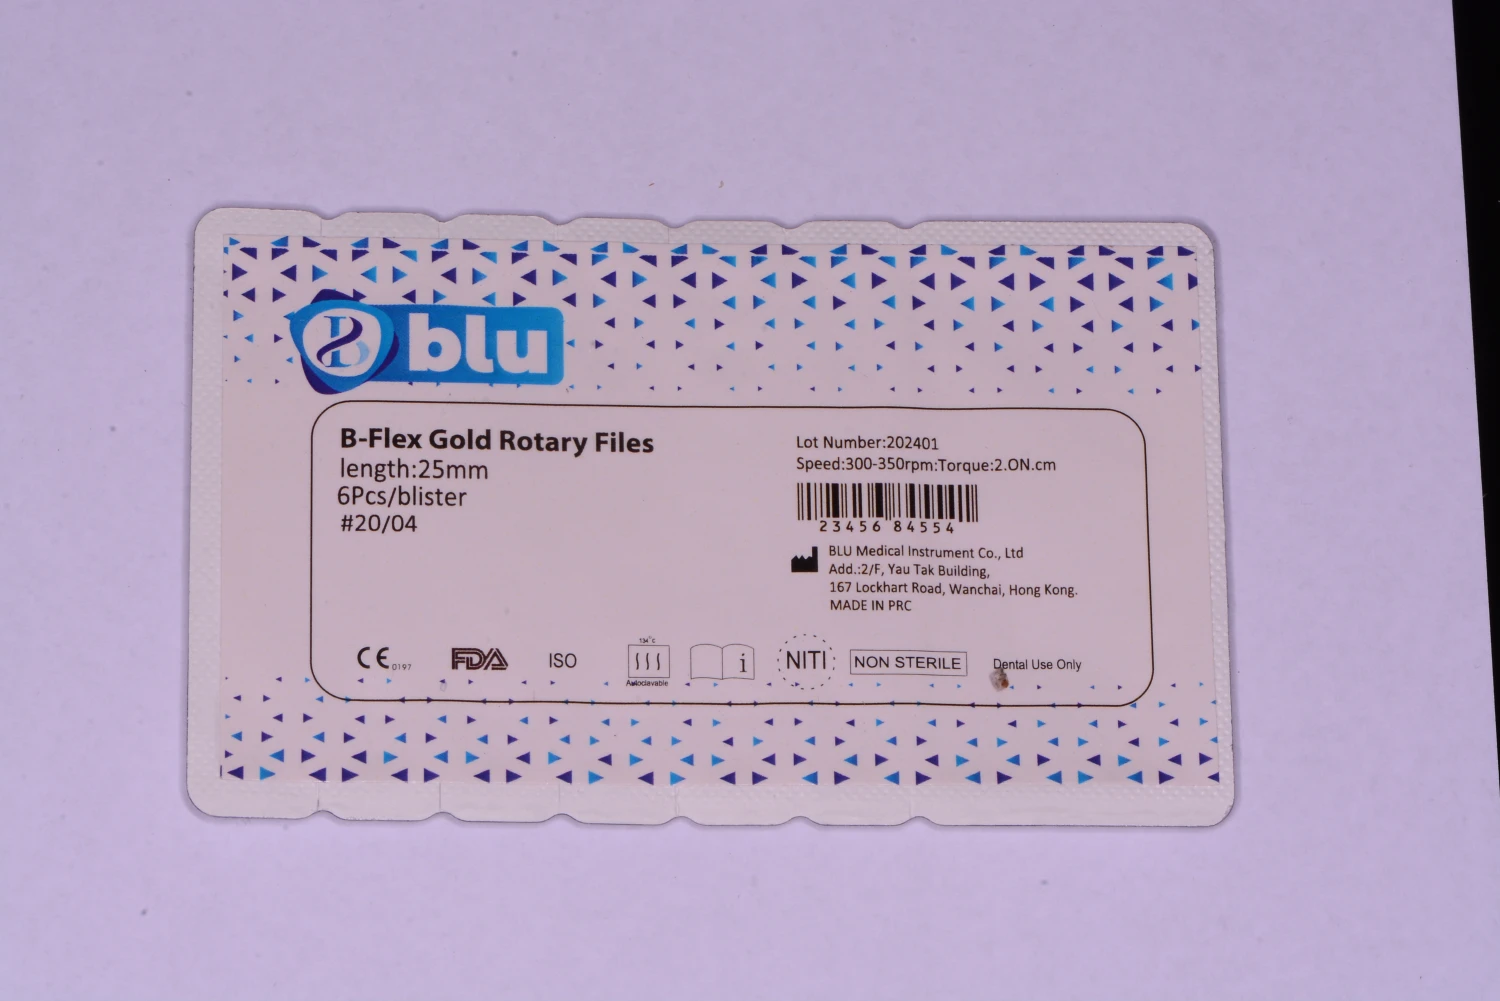 B blu
B-Flex Gold Rotary Files
length:25mm
6Pcs/blister
#20/04
Lot Number:202401
Speed:300-350rpm:Torque:2.ON.cm
23456 84554
BLU Medical Instrument Co., Ltd
Add.:2/F, Yau Tak Building,
167 Lockhart Road, Wanchai, Hong Kong.
MADE IN PRC
CE 0197
FDA
ISO
134°C
Autoclavable
i
NITI
NON STERILE
Dental Use Only